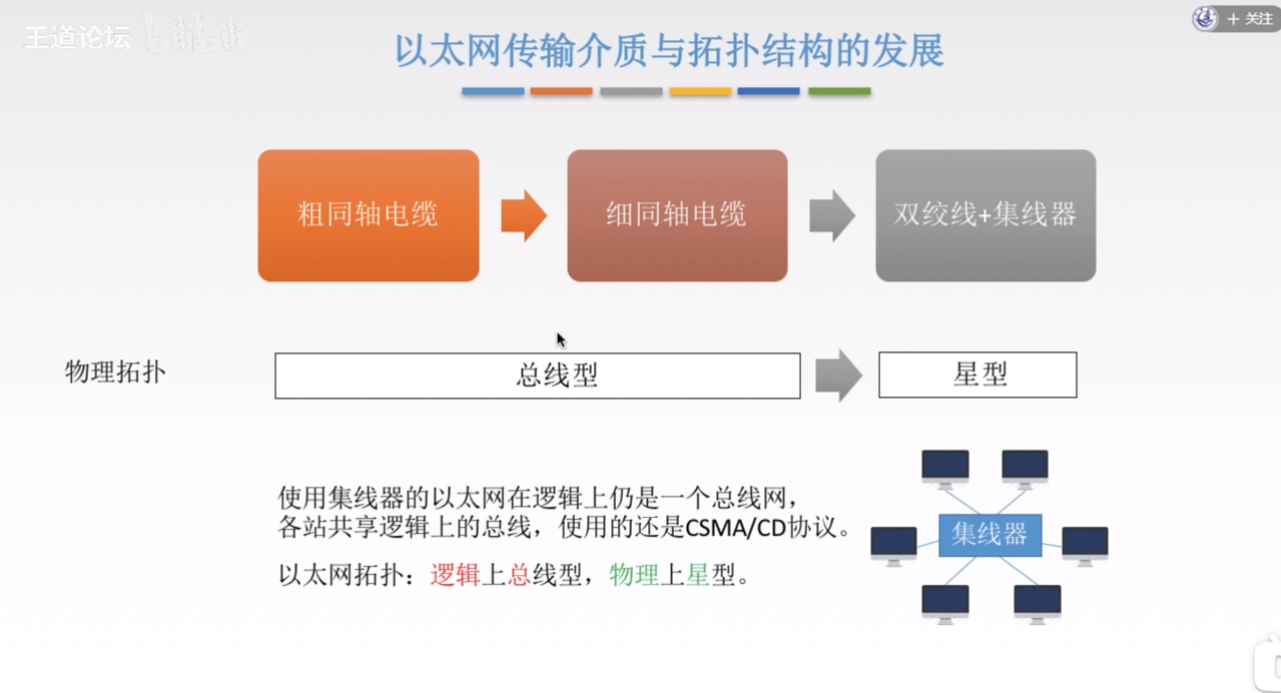 王道论坛 bilibili
+ 关注
以太网传输介质与拓扑结构的发展
粗同轴电缆
细同轴电缆
双绞线+集线器
物理拓扑
总线型
星型
使用集线器的以太网在逻辑上仍是一个总线网，
各站共享逻辑上的总线，使用的还是CSMA/CD协议。
以太网拓扑：逻辑上总线型，物理上星型。
集线器